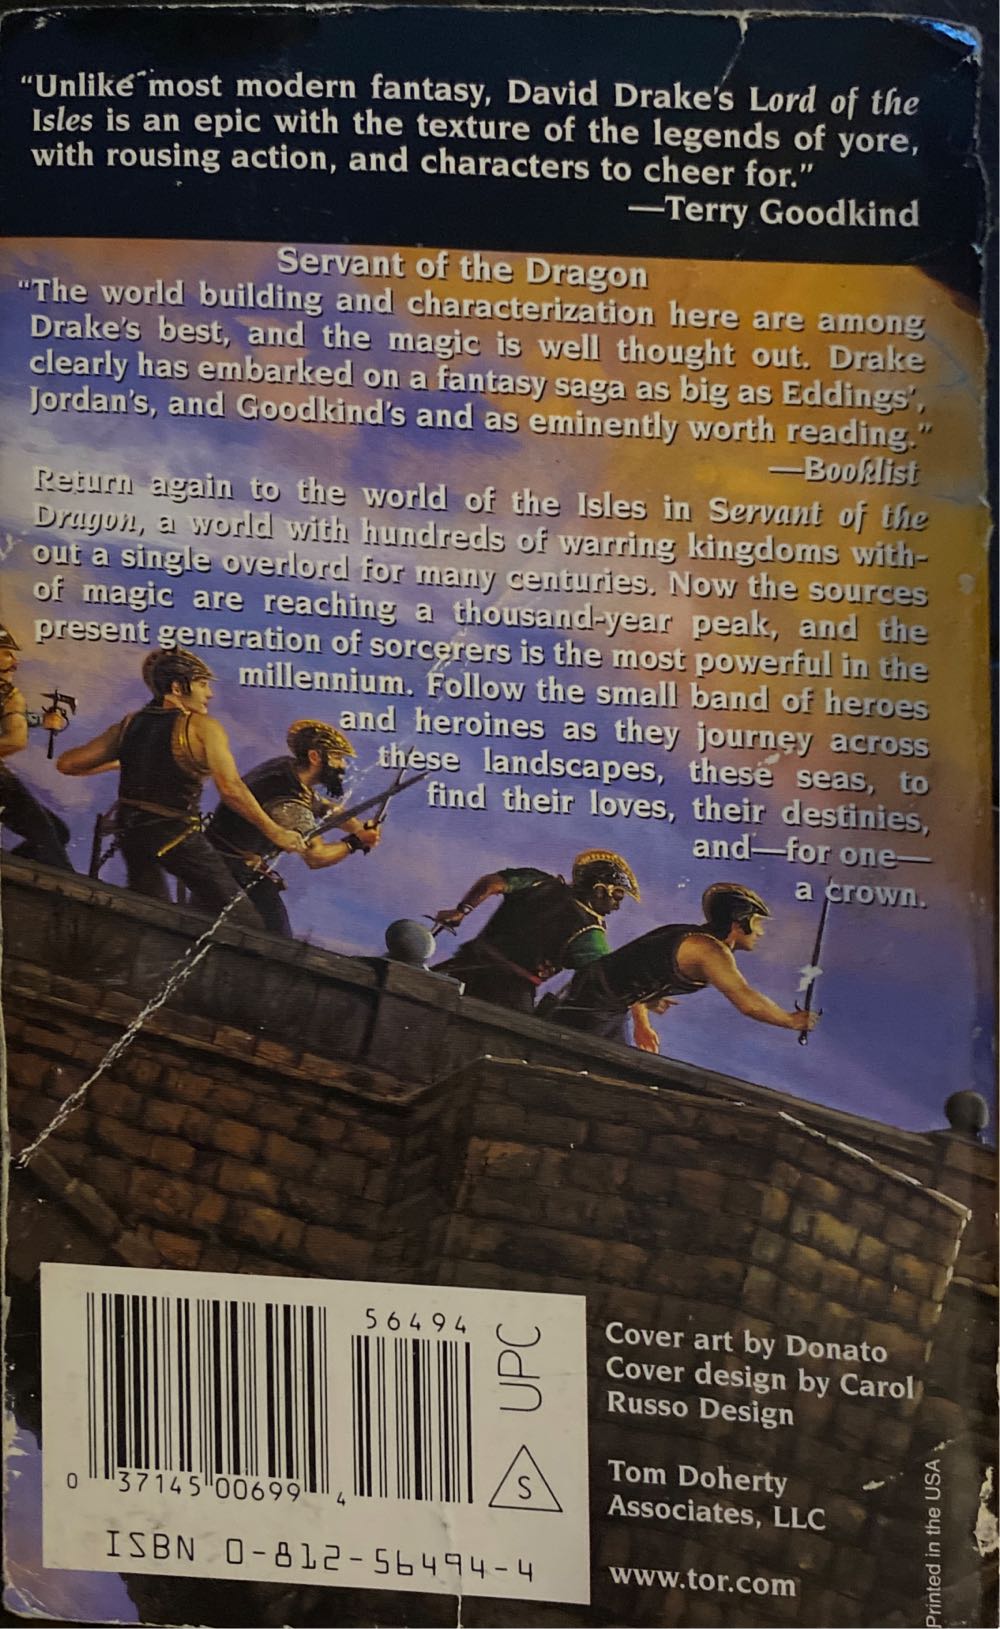 “Unlike most modern fantasy, David Drake’s Lord of the
Isles is an epic with the texture of the legends of yore,
with rousing action, and characters to cheer for.”
—Terry Goodkind
Servant of the Dragon
“The world building and characterization here are among
Drake’s best, and the magic is well thought out. Drake
clearly has embarked on a fantasy saga as big as Eddings’,
Jordan’s, and Goodkind’s and as eminently worth reading.”
—Booklist
Return again to the world of the Isles in Servant of the
Dragon, a world with hundreds of warring kingdoms with-
out a single overlord for many centuries. Now the sources
of magic are reaching a thousand-year peak, and the
present generation of sorcerers is the most powerful in the
millennium. Follow the small band of heroes
and heroines as they journey across
these landscapes, these seas, to
find their loves, their destinies,
and—for one—
a crown.
56494
UPC
S
0 37145 00699 4
ISBN 0-812-56494-4
Cover art by Donato
Cover design by Carol
Russo Design
Tom Doherty
Associates, LLC
www.tor.com
Printed in the USA